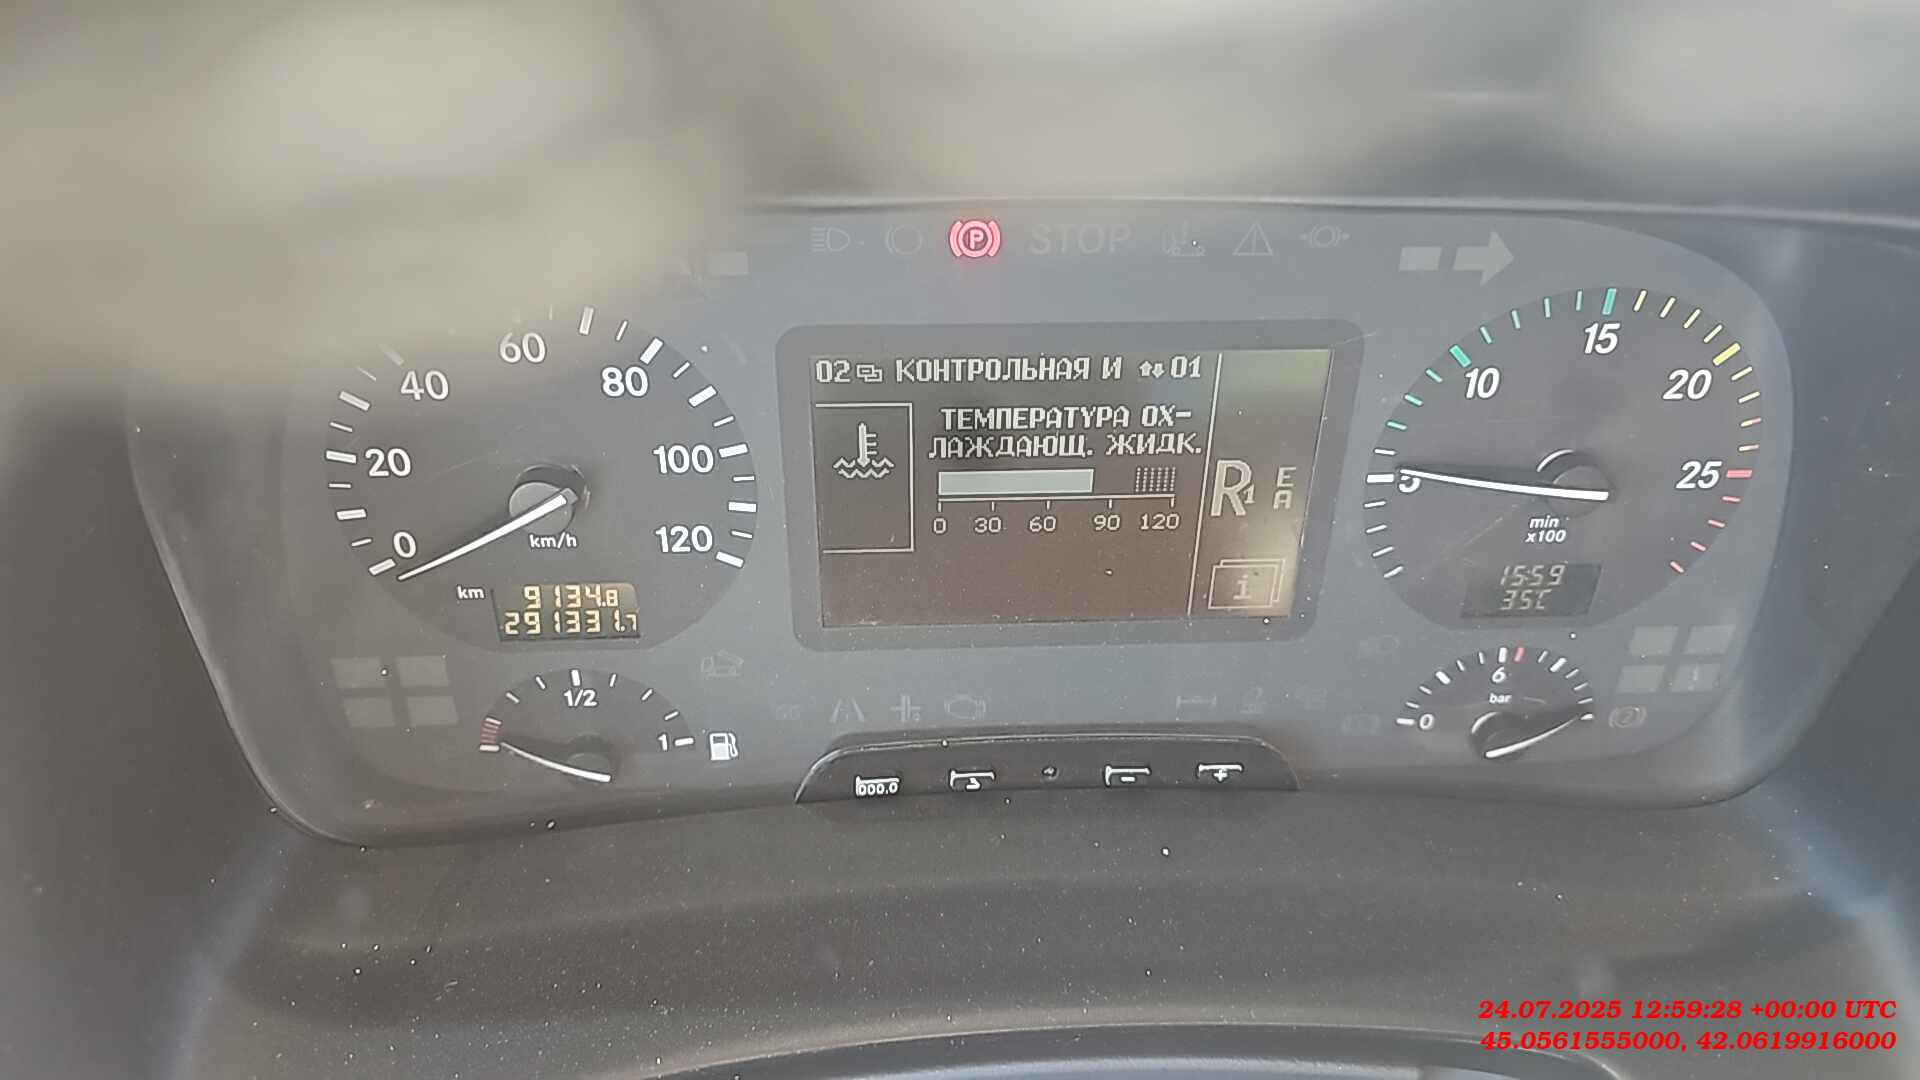 STOP
02 КОНТРОЛЬНАЯ И 01
ТЕМПЕРАТУРА ОХ-
ЛАЖДАЮЩ. ЖИДК.
0 30 60 90 120
R1
E
A
i
0 20 40 60 80 100 120
km/h
km
9134.8
291331.7
1/2
1
5 10 15 20 25
min
x100
15:59
35C
0 6
bar
000.0
P
2
24.07.2025 12:59:28 +00:00 UTC
45.0561555000, 42.0619916000